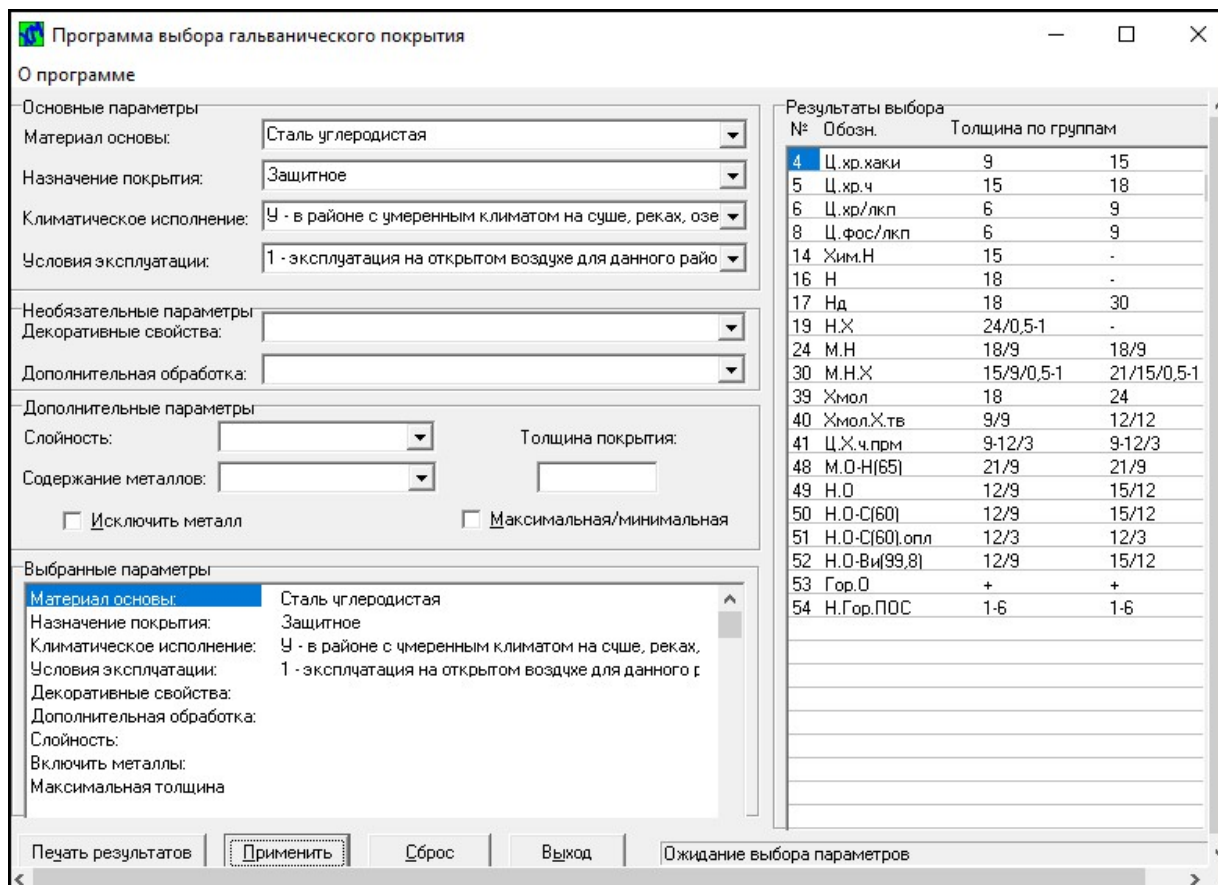 Программа выбора гальванического покрытия
О программе
Основные параметры
Материал основы: Сталь углеродистая
Назначение покрытия: Защитное
Климатическое исполнение: У - в районе с умеренным климатом на суше, реках, озе
Условия эксплуатации: 1 - эксплуатация на открытом воздухе для данного райо
Необязательные параметры
Декоративные свойства:
Дополнительная обработка:
Дополнительные параметры
Слойность: Толщина покрытия:
Содержание металлов:
Исключить металл Максимальная/минимальная
Выбранные параметры
Материал основы: Сталь углеродистая
Назначение покрытия: Защитное
Климатическое исполнение: У - в районе с умеренным климатом на суше, реках,
Условия эксплуатации: 1 - эксплуатация на открытом воздухе для данного р
Декоративные свойства:
Дополнительная обработка:
Слойность:
Включить металлы:
Максимальная толщина
Печать результатов Применить Сброс Выход Ожидание выбора параметров
Результаты выбора
№ Обозн. Толщина по группам
4 Ц.хр.хаки 9 15
5 Ц.хр.ч 15 18
6 Ц.хр/лкп 6 9
8 Ц.фос/лкп 6 9
14 Хим.Н 15 -
16 Н 18 -
17 Нд 18 30
19 Н.Х 24/0,5-1 -
24 М.Н 18/9 18/9
30 М.Н.Х 15/9/0,5-1 21/15/0,5-1
39 Хмол 18 24
40 Хмол.Х.тв 9/9 12/12
41 Ц.Х.ч.прм 9-12/3 9-12/3
48 М.О-Н(65) 21/9 21/9
49 Н.О 12/9 15/12
50 Н.О-С(60) 12/9 15/12
51 Н.О-С(60).опл 12/3 12/3
52 Н.О-Ви(99,8) 12/9 15/12
53 Гор.О + +
54 Н.Гор.ПОС 1-6 1-6